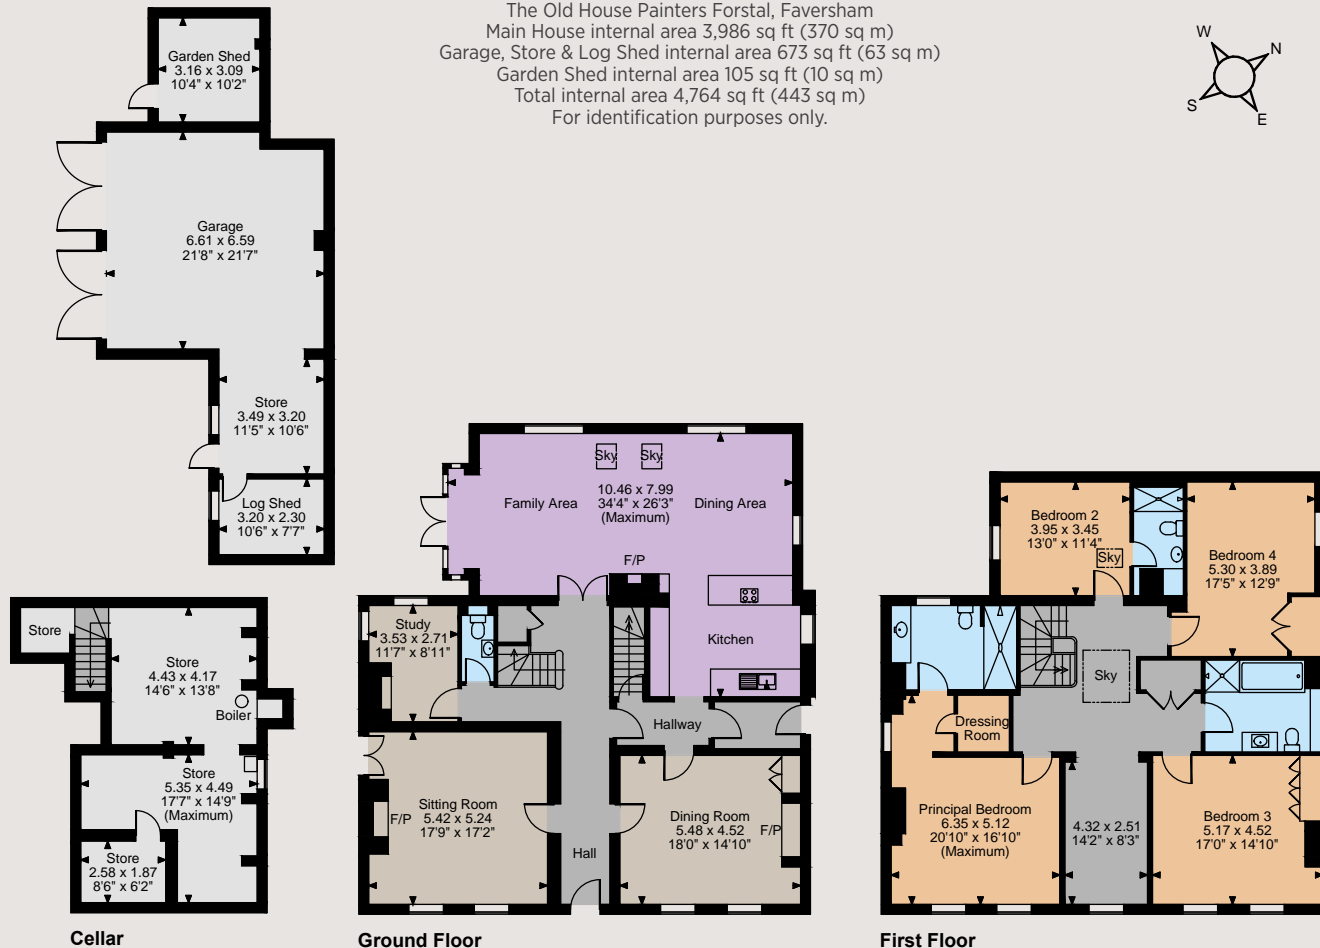 The Old House Painters Forstal, Faversham
Main House internal area 3,986 sq ft (370 sq m)
Garage, Store & Log Shed internal area 673 sq ft (63 sq m)
Garden Shed internal area 105 sq ft (10 sq m)
Total internal area 4,764 sq ft (443 sq m)
For identification purposes only.
W
N
S
E
Garden Shed
3.16 x 3.09
10'4" x 10'2"
Garage
6.61 x 6.59
21'8" x 21'7"
Store
3.49 x 3.20
11'5" x 10'6"
Log Shed
3.20 x 2.30
10'6" x 7'7"
Store
Store
4.43 x 4.17
14'6" x 13'8"
Boiler
Store
5.35 x 4.49
17'7" x 14'9"
(Maximum)
Store
2.58 x 1.87
8'6" x 6'2"
Cellar
Sky
Sky
Family Area
10.46 x 7.99
34'4" x 26'3"
(Maximum)
Dining Area
F/P
Kitchen
Study
3.53 x 2.71
11'7" x 8'11"
Hallway
Sitting Room
5.42 x 5.24
17'9" x 17'2"
F/P
Hall
Dining Room
5.48 x 4.52
18'0" x 14'10"
F/P
Ground Floor
Bedroom 2
3.95 x 3.45
13'0" x 11'4"
Sky
Bedroom 4
5.30 x 3.89
17'5" x 12'9"
Sky
Dressing
Room
Principal Bedroom
6.35 x 5.12
20'10" x 16'10"
(Maximum)
4.32 x 2.51
14'2" x 8'3"
Bedroom 3
5.17 x 4.52
17'0" x 14'10"
First Floor